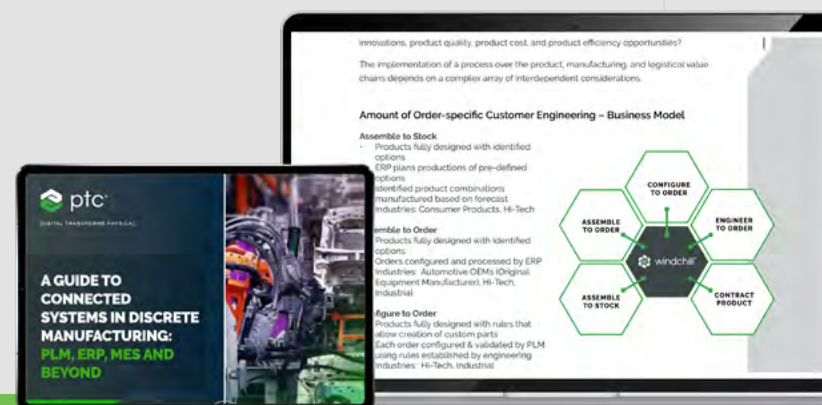 innovations, product quality, product cost, and product efficiency opportunities?
The implementation of a process over the product, manufacturing, and logistical value
chains depends on a complex array of interdependent considerations.
Amount of Order-specific Customer Engineering – Business Model
Assemble to Stock
• Products fully designed with identified
options
ERP plans productions of pre-defined
options
Identified product combinations
manufactured based on forecast
Industries: Consumer Products, Hi-Tech
emble to Order
Products fully designed with identified
options
Orders configured and processed by ERP
Industries: Automotive OEMs (Original
Equipment Manufacturer), Hi-Tech,
Industrial
figure to Order
Products fully designed with rules that
allow creation of custom parts
Each order configured & validated by PLM
using rules established by engineering
Industries: Hi-Tech, Industrial
CONFIGURE
TO ORDER
ASSEMBLE
TO ORDER
ENGINEER
TO ORDER
windchill
ASSEMBLE
TO STOCK
CONTRACT
PRODUCT
ptc
DIGITAL TRANSFORMS PHYSICAL
A GUIDE TO
CONNECTED
SYSTEMS IN DISCRETE
MANUFACTURING:
PLM, ERP, MES AND
BEYOND